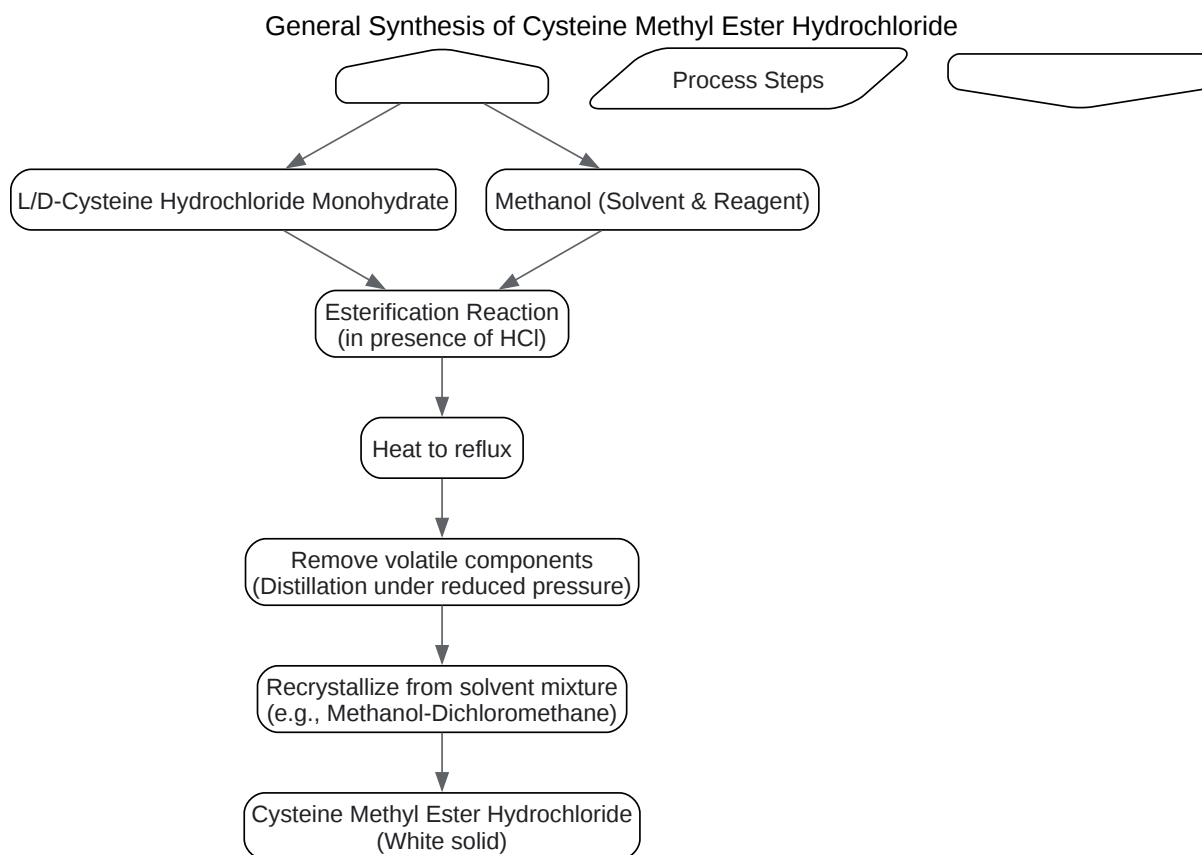 General Synthesis of Cysteine Methyl Ester Hydrochloride
Process Steps
L/D-Cysteine Hydrochloride Monohydrate
Methanol (Solvent & Reagent)
Esterification Reaction
(in presence of HCl)
Heat to reflux
Remove volatile components
(Distillation under reduced pressure)
Recrystallize from solvent mixture
(e.g., Methanol-Dichloromethane)
Cysteine Methyl Ester Hydrochloride
(White solid)